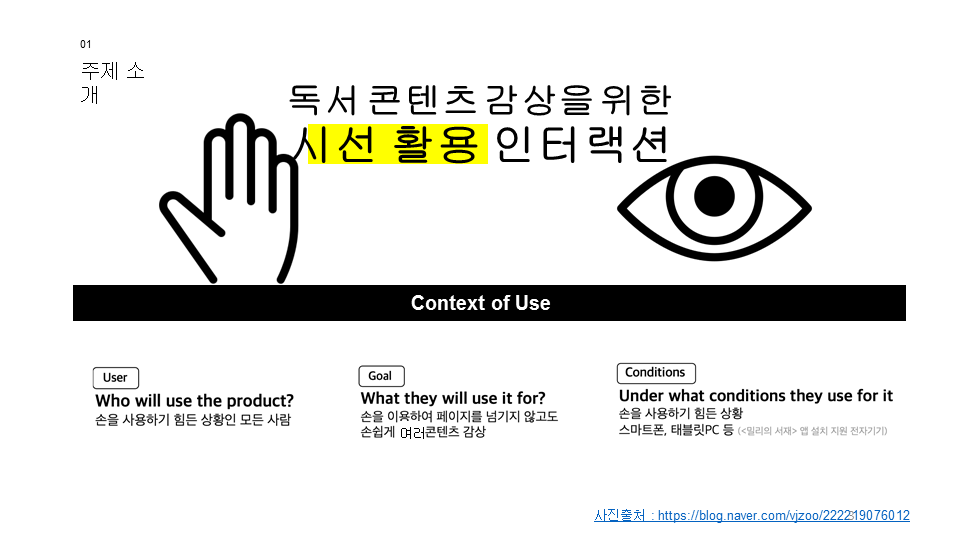 01
주제 소
개
독서 콘텐츠 감상을 위한
시선 활용 인터랙션
Context of Use
User
Who will use the product?
손을 사용하기 힘든 상황인 모든 사람
Goal
What they will use it for?
손을 이용하여 페이지를 넘기지 않고도
손쉽게 여러콘텐츠 감상
Conditions
Under what conditions they use for it
손을 사용하기 힘든 상황
스마트폰, 태블릿PC 등 (<밀리의 서재> 앱 설치 지원 전자기기)
사진출처 : https://blog.naver.com/vjzoo/222219076012